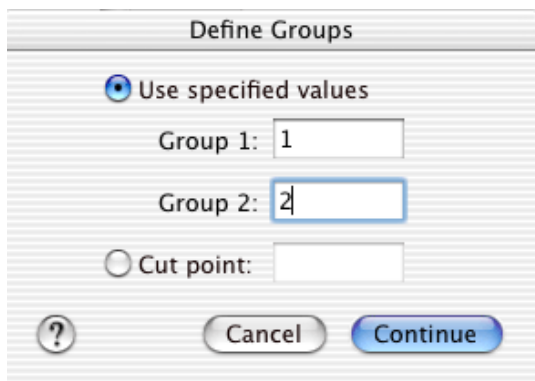 Define Groups
Use specified values
Group 1: 1
Group 2: 2
Cut point:
? Cancel Continue